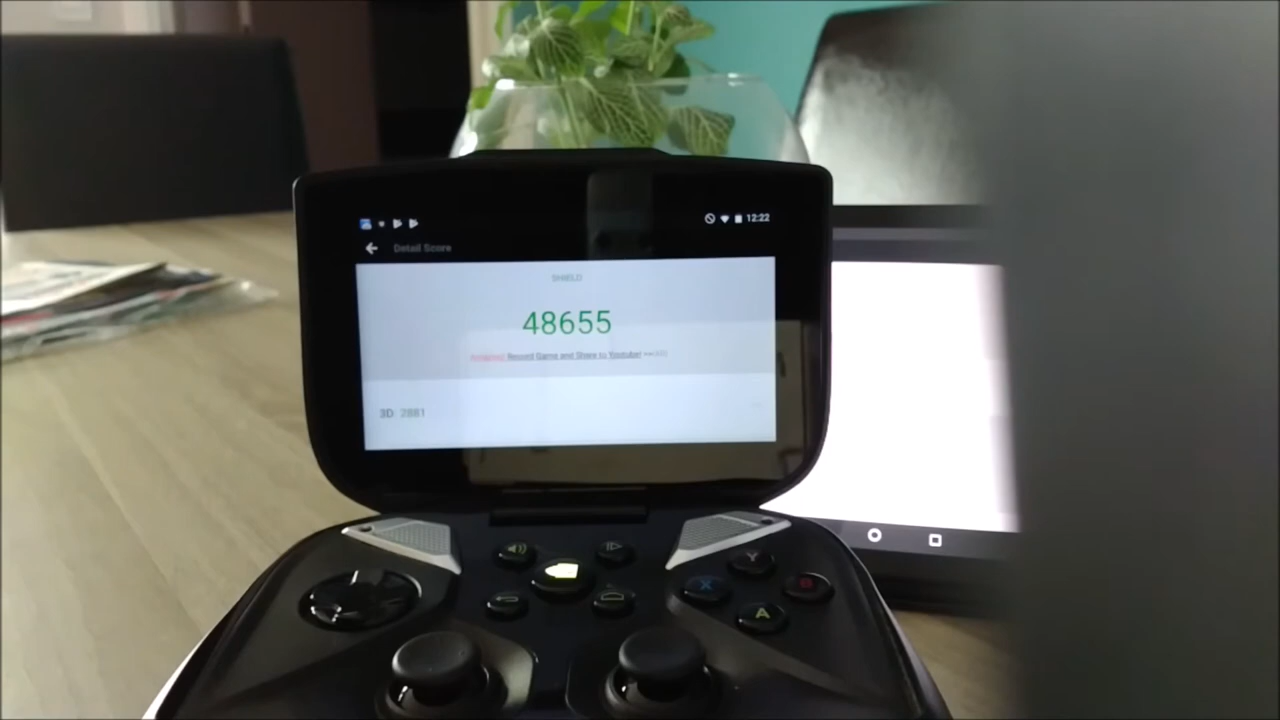 12:22
Detail Score
SHIELD
48655
Record Game and Share to Youtube!
3D: 2881
Y
X
B
A